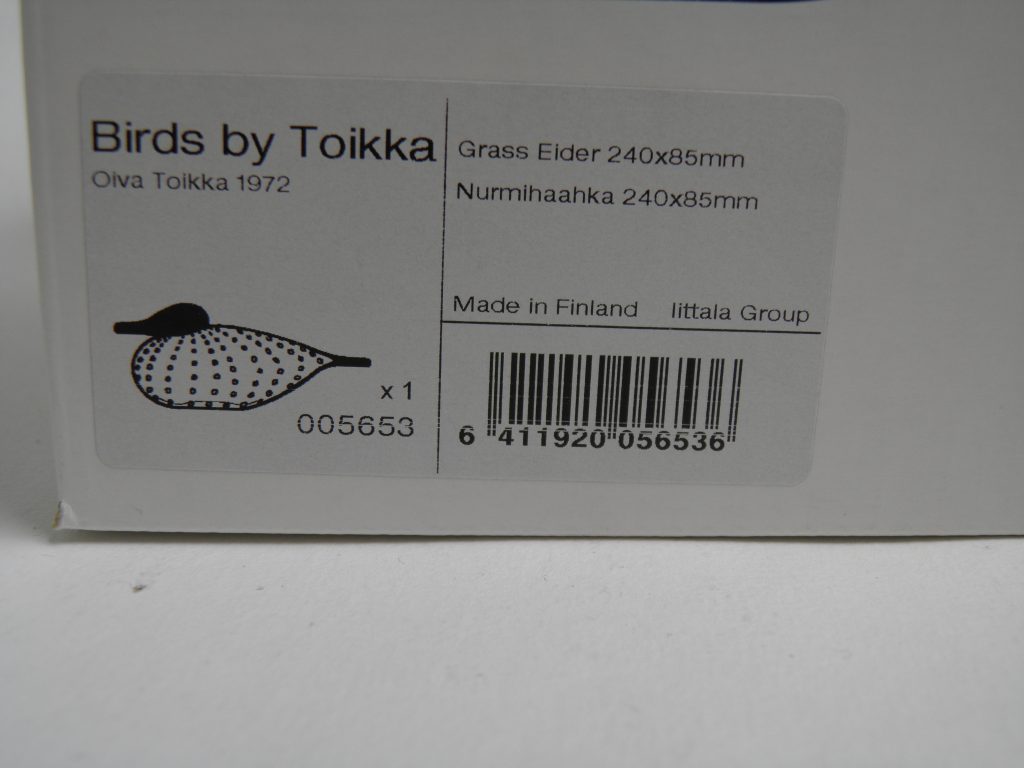 Birds by Toikka
Oiva Toikka 1972
x 1
005653
Grass Eider 240x85mm
Nurmihaahka 240x85mm
Made in Finland Iittala Group
6 411920 056536